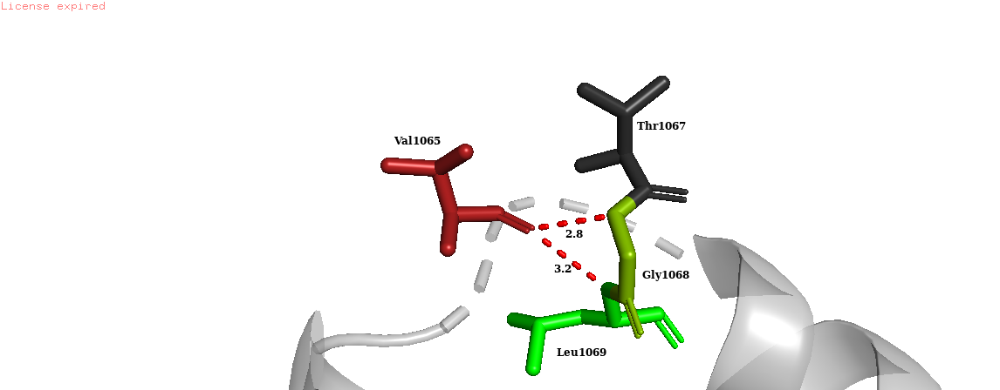 License expired
Thr1067
Val1065
2.8
3.2
Gly1068
Leu1069